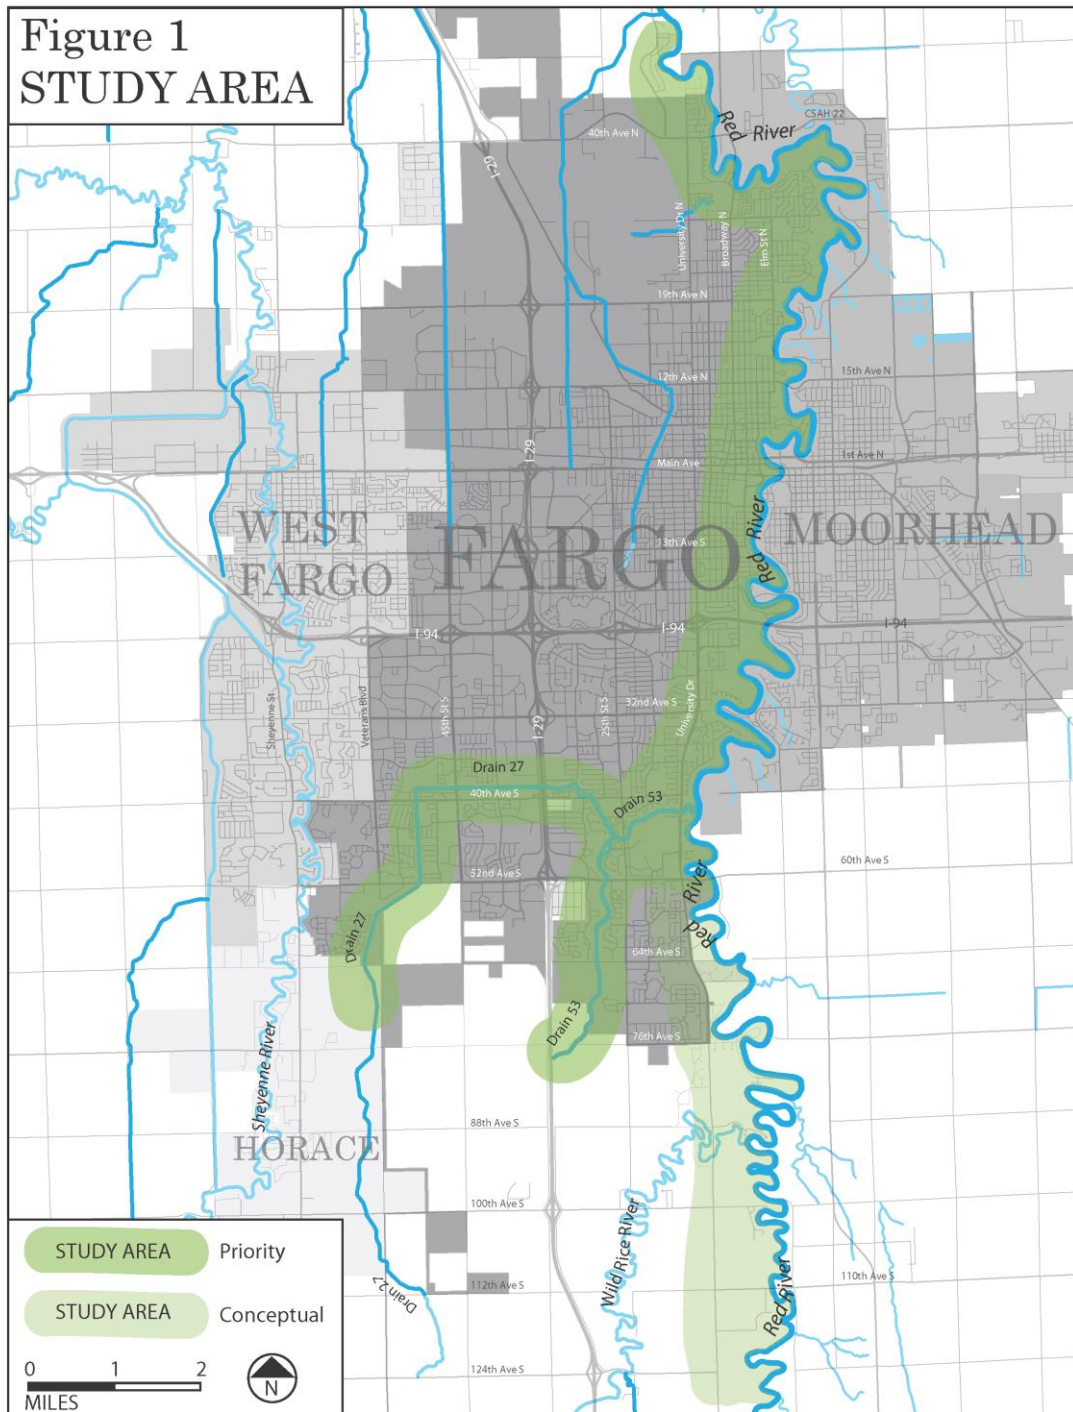 Figure 1
STUDY AREA
CSAH 22
Red River
40th Ave N
I-29
University Dr N
Broadway N
Elm St N
19th Ave N
12th Ave N
15th Ave N
I-29
Main Ave
1st Ave N
WEST
FARGO
FARGO
MOORHEAD
13th Ave S
Red River
I-94
I-94
I-94
Sheyenne St.
Veterans Blvd
45th St S
I-29
25th St S
32nd Ave S
University Dr
Drain 27
40th Ave S
Drain 53
52nd Ave S
60th Ave S
Red River
Drain 27
64th Ave S
Drain 53
76th Ave S
Sheyenne River
88th Ave S
HORACE
100th Ave S
Wild Rice River
Red River
110th Ave S
112th Ave S
Drain 27
124th Ave S
STUDY AREA Priority
STUDY AREA Conceptual
0 1 2
MILES
N